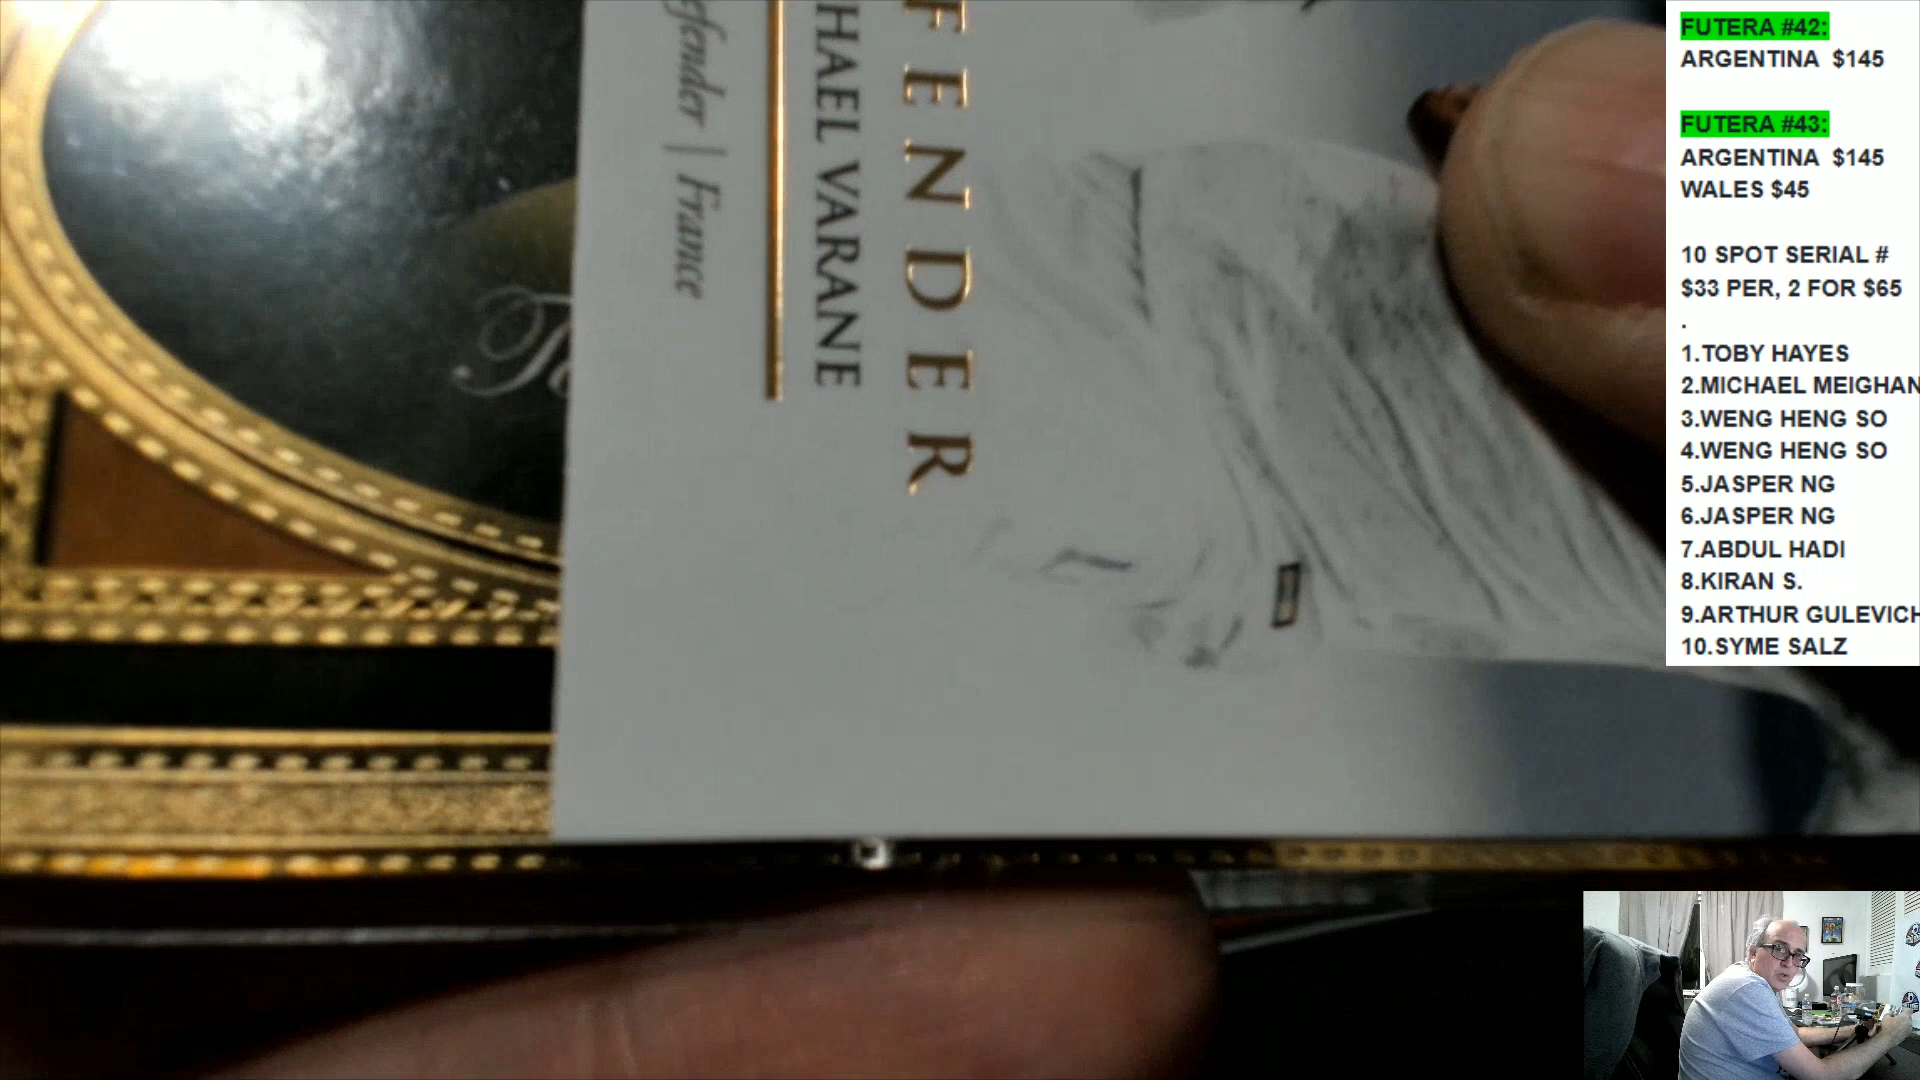 FENDER
HAEL VARANE
fender | France
FUTERA #42:
ARGENTINA $145
FUTERA #43:
ARGENTINA $145
WALES $45
10 SPOT SERIAL #
$33 PER, 2 FOR $65
.
1.TOBY HAYES
2.MICHAEL MEIGHAN
3.WENG HENG SO
4.WENG HENG SO
5.JASPER NG
6.JASPER NG
7.ABDUL HADI
8.KIRAN S.
9.ARTHUR GULEVICH
10.SYME SALZ